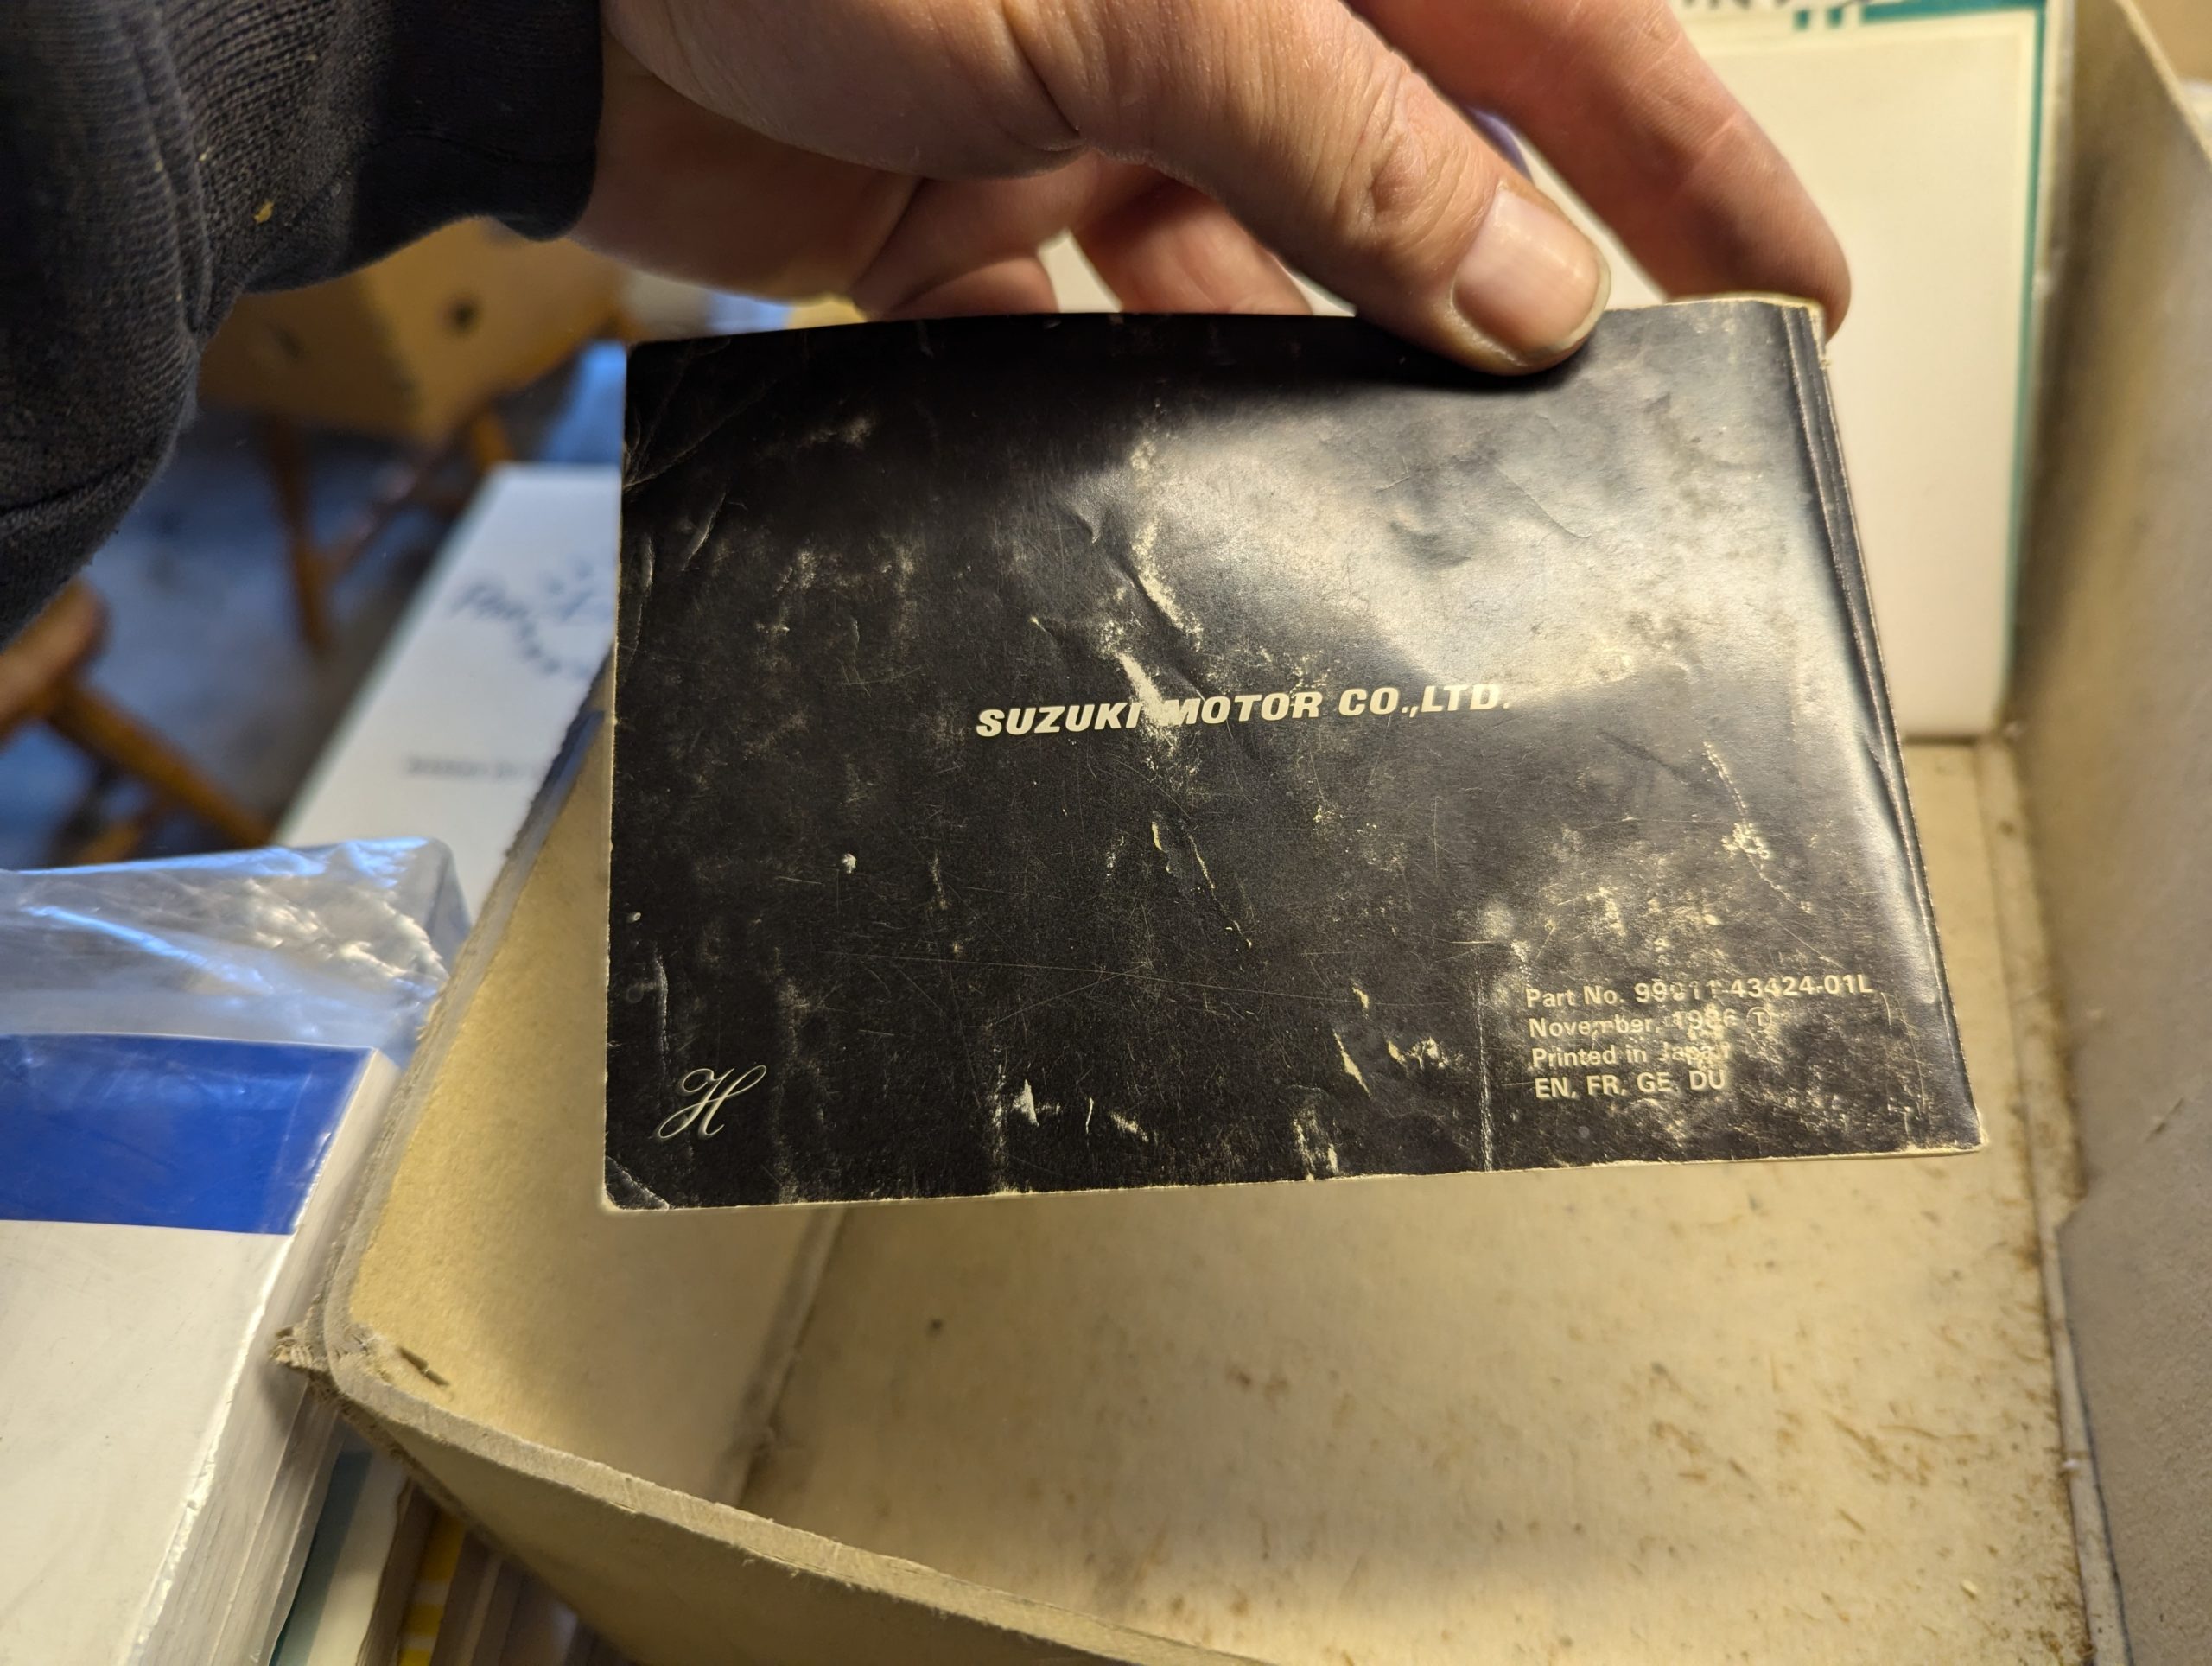 SUZUKI MOTOR CO.,LTD.
Part No. 99011-43424-01L
November, 1986 T
Printed in Japan
EN, FR, GE, DU
H